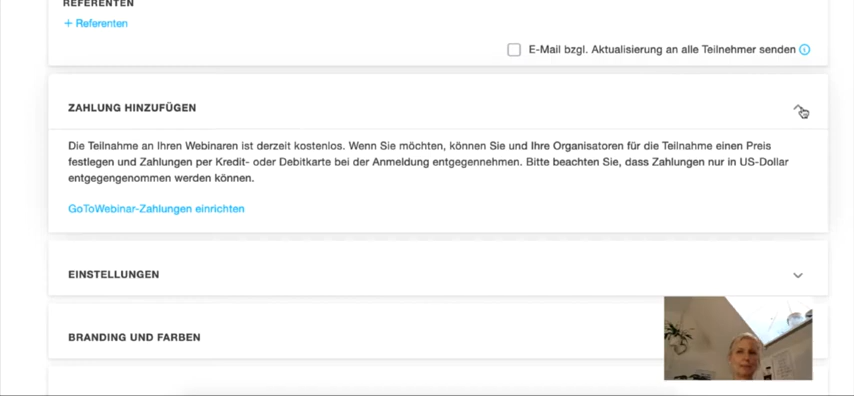 REFERENTEN
+ Referenten
E-Mail bzgl. Aktualisierung an alle Teilnehmer senden
ZAHLUNG HINZUFÜGEN
Die Teilnahme an Ihren Webinaren ist derzeit kostenlos. Wenn Sie möchten, können Sie und Ihre Organisatoren für die Teilnahme einen Preis
festlegen und Zahlungen per Kredit- oder Debitkarte bei der Anmeldung entgegennehmen. Bitte beachten Sie, dass Zahlungen nur in US-Dollar
entgegengenommen werden können.
GoToWebinar-Zahlungen einrichten
EINSTELLUNGEN
BRANDING UND FARBEN